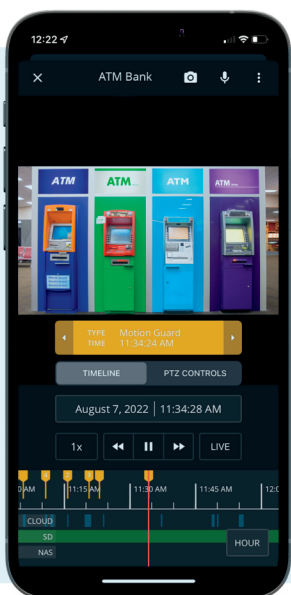 12:22
ATM Bank
ATM ATM ATM ATM
TYPE Motion Guard
TIME 11:34:24 AM
TIMELINE PTZ CONTROLS
August 7, 2022 | 11:34:28 AM
1x LIVE
11:15 AM 11:30 AM 11:45 AM 12:0
CLOUD
SD
HOUR
NAS